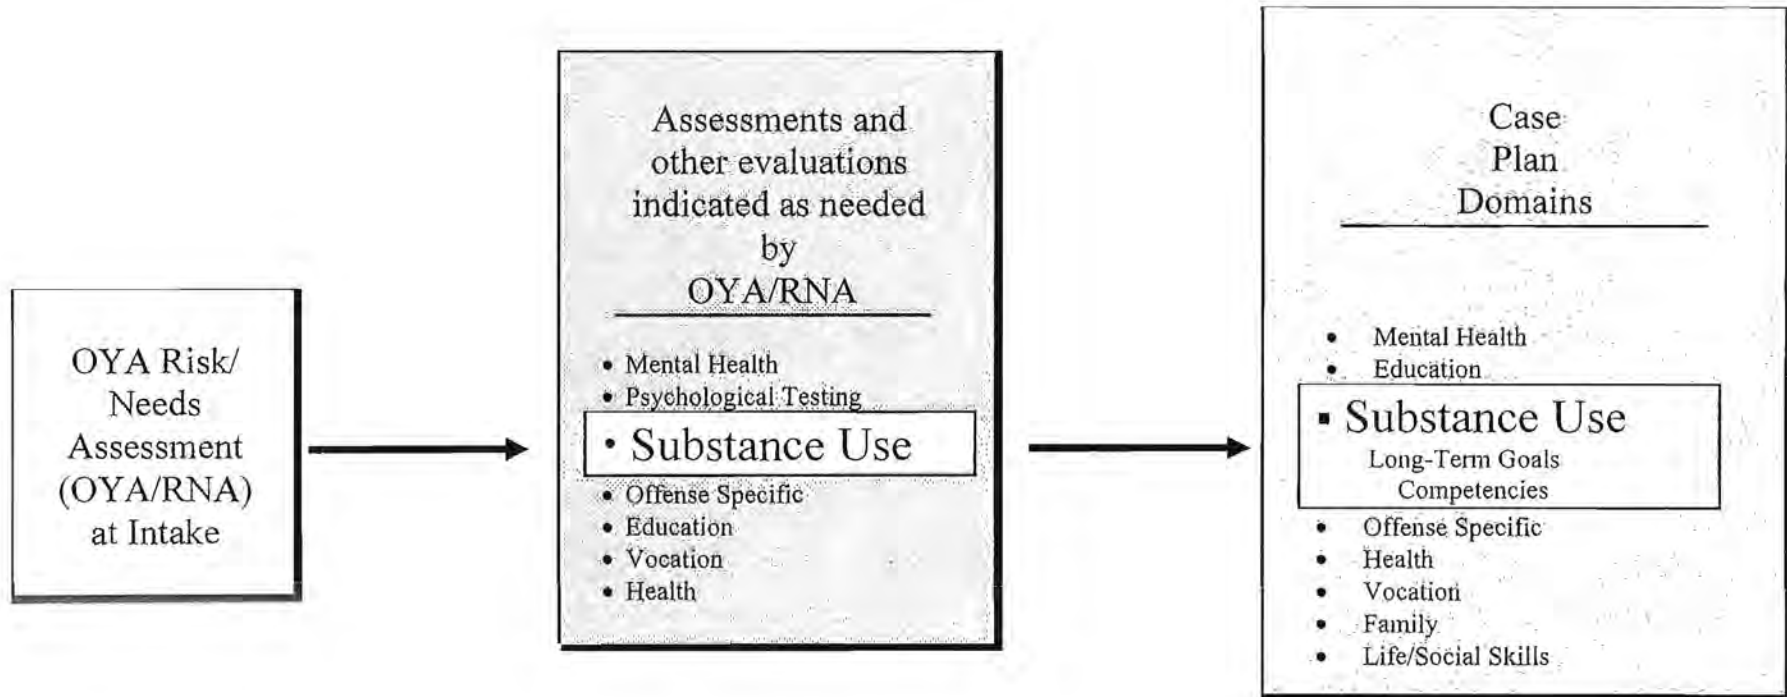 OYA Risk/
Needs
Assessment
(OYA/RNA)
at Intake
Assessments and
other evaluations
indicated as needed
by
OYA/RNA
• Mental Health
• Psychological Testing
• Substance Use
• Offense Specific
• Education
• Vocation
• Health
Case
Plan
Domains
• Mental Health
• Education
▪ Substance Use
Long-Term Goals
Competencies
• Offense Specific
• Health
• Vocation
• Family
• Life/Social Skills